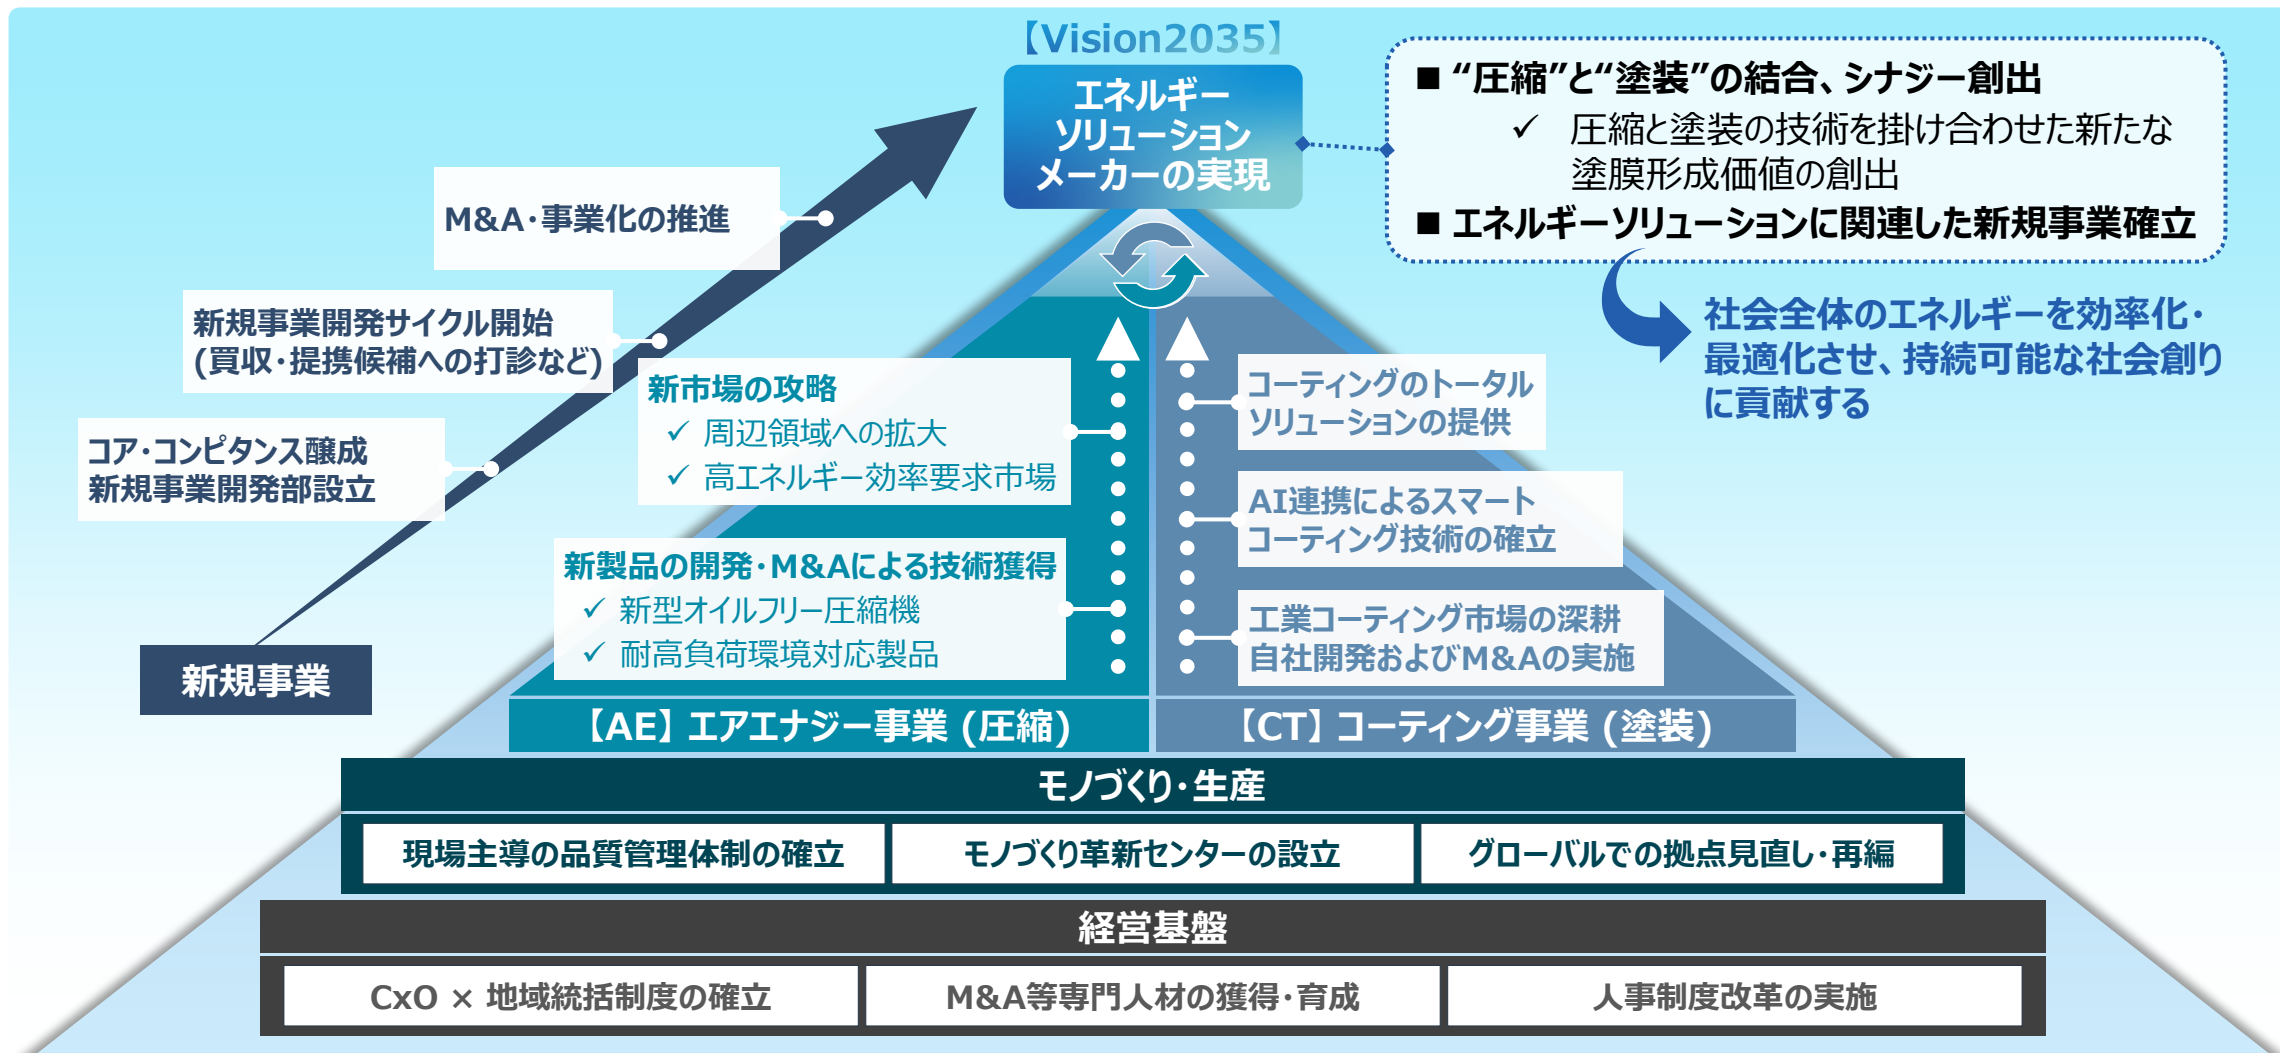 【Vision2035】
エネルギー
ソリューション
メーカーの実現
■ “圧縮”と“塗装”の結合、シナジー創出
✓ 圧縮と塗装の技術を掛け合わせた新たな
塗膜形成価値の創出
■ エネルギーソリューションに関連した新規事業確立
社会全体のエネルギーを効率化・
最適化させ、持続可能な社会創り
に貢献する
M&A・事業化の推進
新規事業開発サイクル開始
(買収・提携候補への打診など)
コア・コンピタンス醸成
新規事業開発部設立
新規事業
新市場の攻略
✓ 周辺領域への拡大
✓ 高エネルギー効率要求市場
新製品の開発・M&Aによる技術獲得
✓ 新型オイルフリー圧縮機
✓ 耐高負荷環境対応製品
【AE】エアエナジー事業 (圧縮)
コーティングのトータル
ソリューションの提供
AI連携によるスマート
コーティング技術の確立
工業コーティング市場の深耕
自社開発およびM&Aの実施
【CT】コーティング事業 (塗装)
モノづくり・生産
現場主導の品質管理体制の確立
モノづくり革新センターの設立
グローバルでの拠点見直し・再編
経営基盤
CxO × 地域統括制度の確立
M&A等専門人材の獲得・育成
人事制度改革の実施